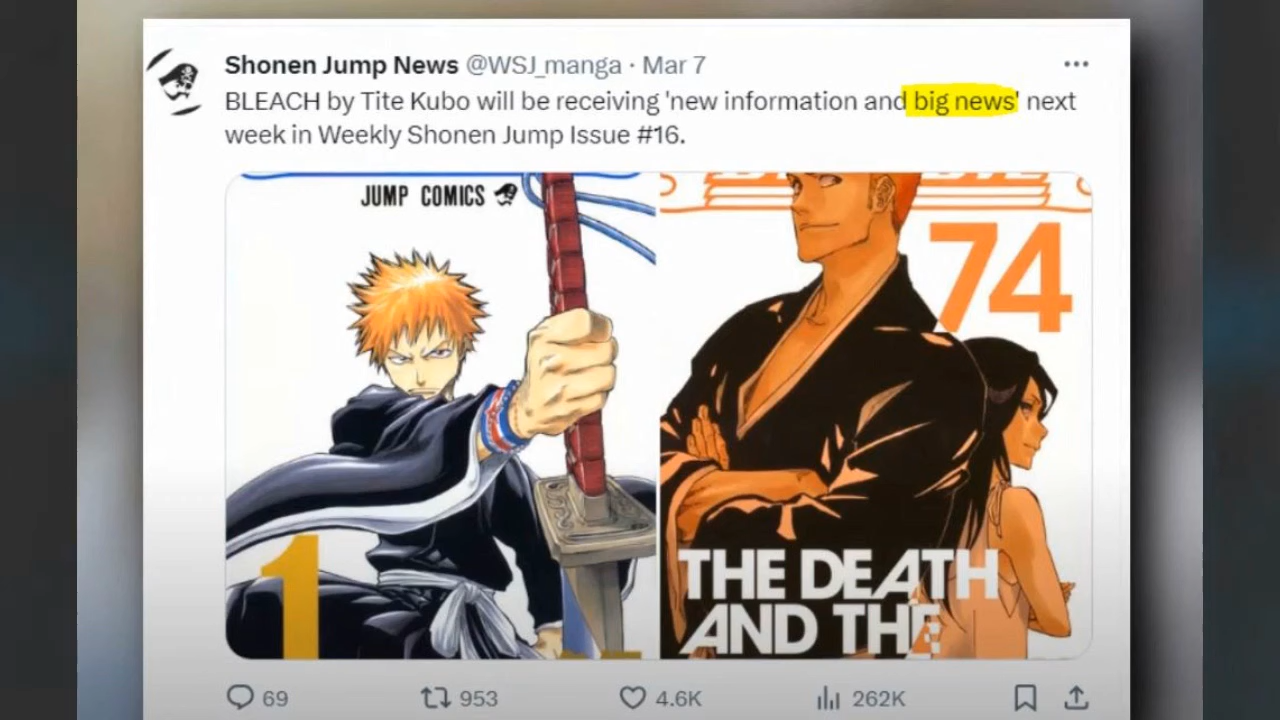 Shonen Jump News @WSJ_manga · Mar 7
BLEACH by Tite Kubo will be receiving 'new information and big news' next
week in Weekly Shonen Jump Issue #16.
JUMP COMICS
1
74
THE DEATH
AND THE
69 953 4.6K 262K